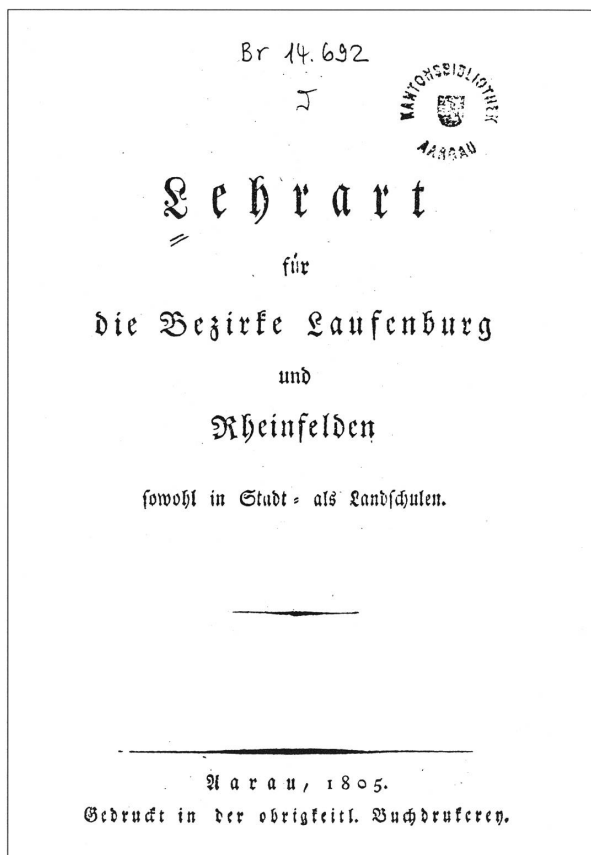 Br 14.692
J
KANTONSBIBLIOTHEK
AARGAU
Lehrart
für
die Bezirke Laufenburg
und
Rheinfelden
sowohl in Stadt- als Landschulen.
Aarau, 1805.
Gedruckt in der obrigkeitl. Buchdrukerey.